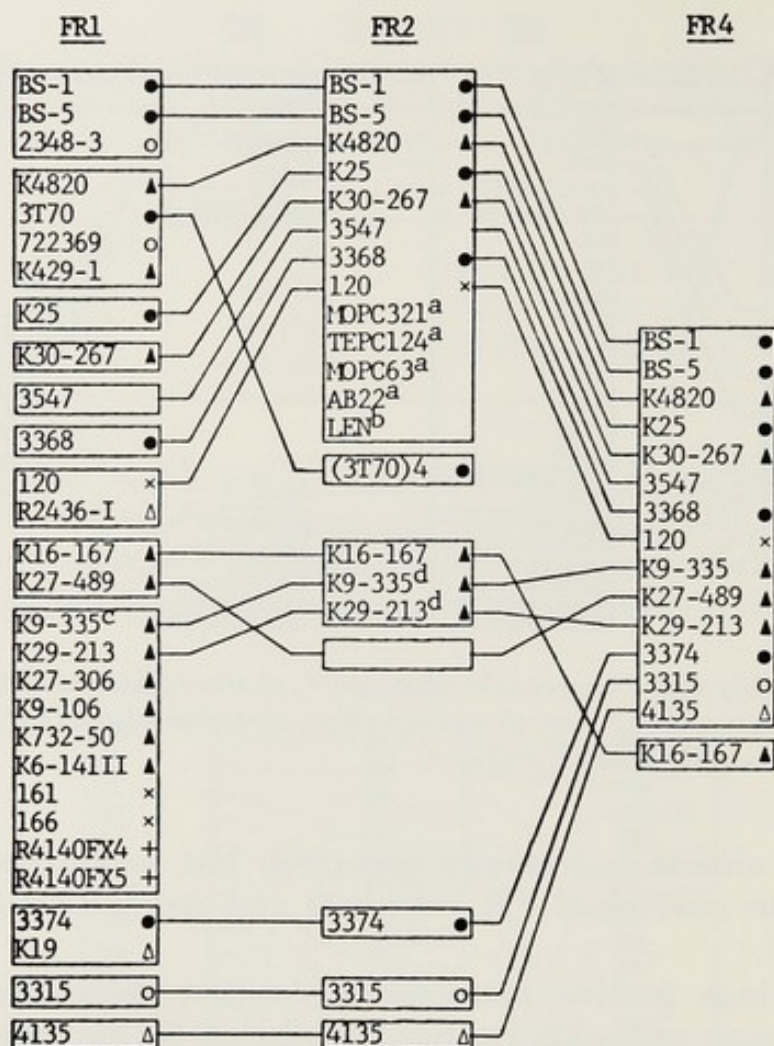 FR1
FR2
FR4
BS-1 ●
BS-5 ●
2348-3 ○
K4820 ▲
3T70 ●
722369 ○
K429-1 ▲
K25 ●
K30-267 ▲
3547
3368 ●
120 ×
R2436-I Δ
K16-167 ▲
K27-489 ▲
K9-335c ▲
K29-213 ▲
K27-306 ▲
K9-106 ▲
K732-50 ▲
K6-141II ▲
161 ×
166 ×
R4140FX4 +
R4140FX5 +
3374 ●
K19 Δ
3315 ○
4135 Δ
BS-1 ●
BS-5 ●
K4820 ▲
K25 ●
K30-267 ▲
3547
3368 ●
120 ×
MOPC321a
TEPC124a
MOPC63a
AB22a
LENb
(3T70)4 ●
K16-167 ▲
K9-335d ▲
K29-213d ▲
3374 ●
3315 ○
4135 Δ
BS-1 ●
BS-5 ●
K4820 ▲
K25 ●
K30-267 ▲
3547
3368 ●
120 ×
K9-335 ▲
K27-489 ▲
K29-213 ▲
3374 ●
3315 ○
4135 Δ
K16-167 ▲